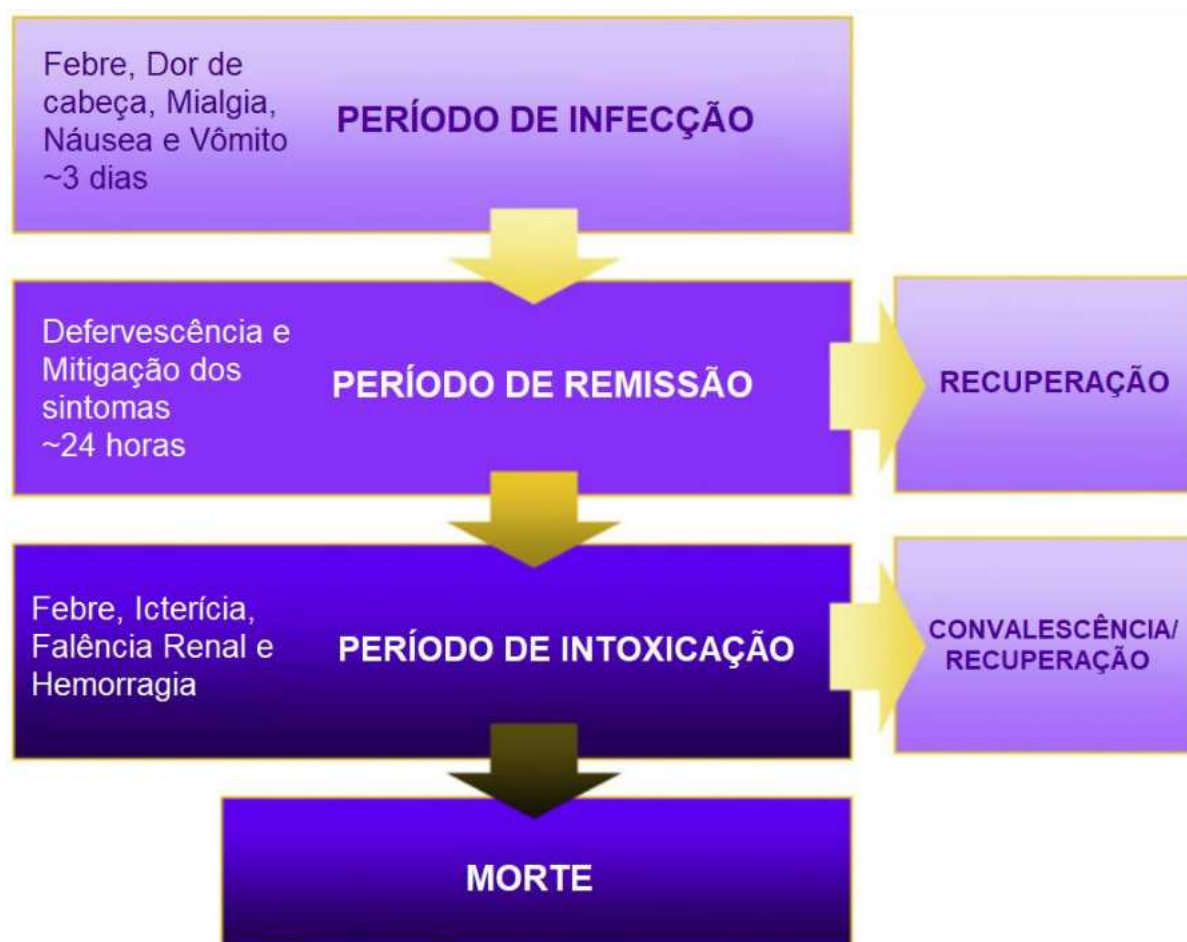 Febre, Dor de
cabeça, Mialgia,
Náusea e Vômito
~3 dias
PERÍODO DE INFECÇÃO
Defervescência e
Mitigação dos
sintomas
~24 horas
PERÍODO DE REMISSÃO
RECUPERAÇÃO
Febre, Icterícia,
Falência Renal e
Hemorragia
PERÍODO DE INTOXICAÇÃO
CONVALESCÊNCIA/
RECUPERAÇÃO
MORTE